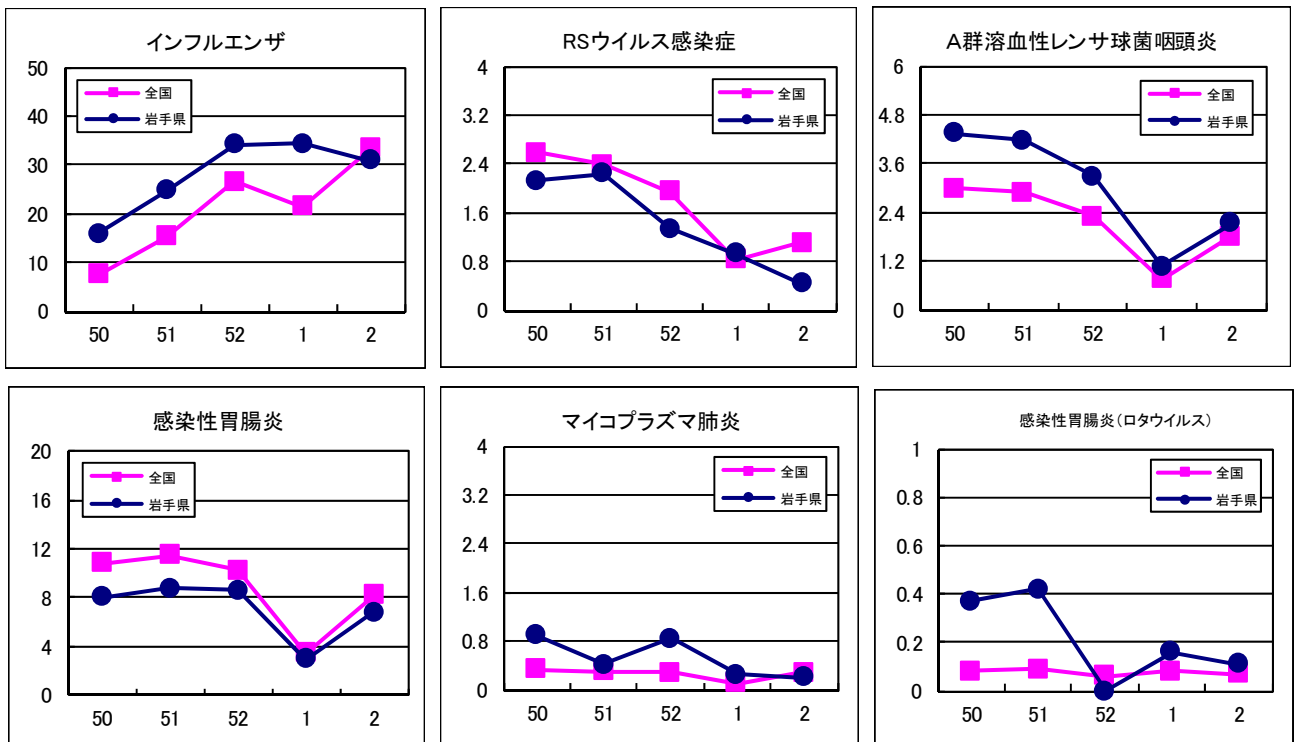 インフルエンザ
50
40
30
20
10
0
全国
岩手県
50 51 52 1 2
RSウイルス感染症
4
3.2
2.4
1.6
0.8
0
全国
岩手県
50 51 52 1 2
A群溶血性レンサ球菌咽頭炎
6
4.8
3.6
2.4
1.2
0
全国
岩手県
50 51 52 1 2
感染性胃腸炎
20
16
12
8
4
0
全国
岩手県
50 51 52 1 2
マイコプラズマ肺炎
4
3.2
2.4
1.6
0.8
0
全国
岩手県
50 51 52 1 2
感染性胃腸炎(ロタウイルス)
1
0.8
0.6
0.4
0.2
0
全国
岩手県
50 51 52 1 2